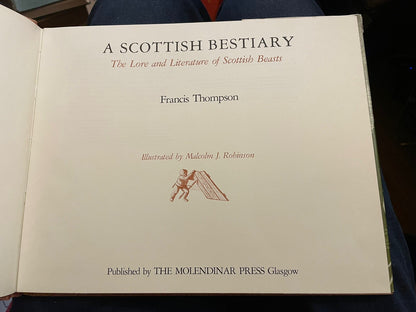 A SCOTTISH BESTIARY
The Lore and Literature of Scottish Beasts
Francis Thompson
Illustrated by Malcolm J. Robinson
Published by THE MOLENDINAR PRESS Glasgow